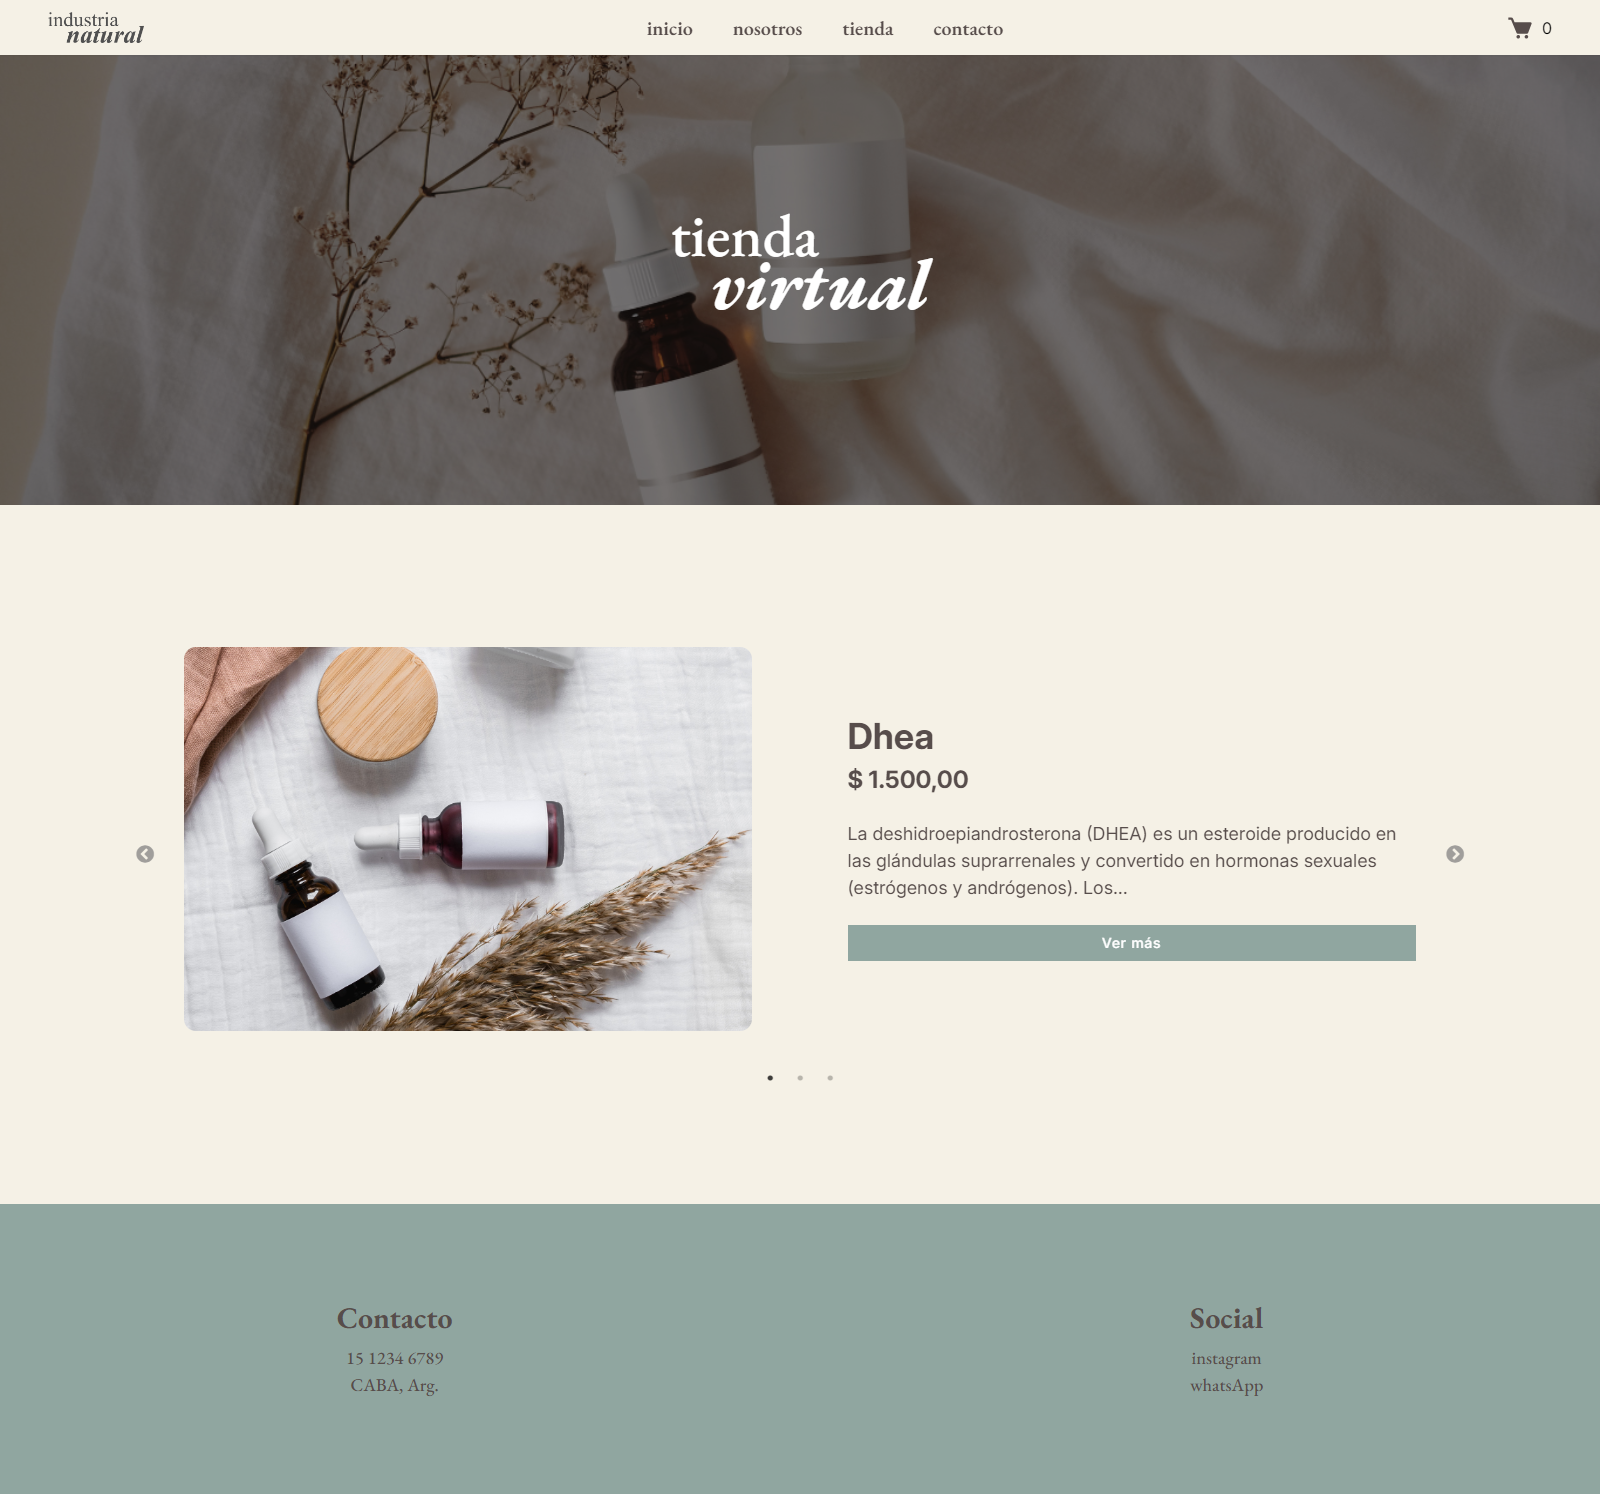 industria
natural
inicio
nosotros
tienda
contacto
0
tienda
virtual
Dhea
$ 1.500,00
La deshidroepiandrosterona (DHEA) es un esteroide producido en
las glándulas suprarrenales y convertido en hormonas sexuales
(estrógenos y andrógenos). Los...
Ver más
Contacto
15 1234 6789
CABA, Arg.
Social
instagram
whatsApp